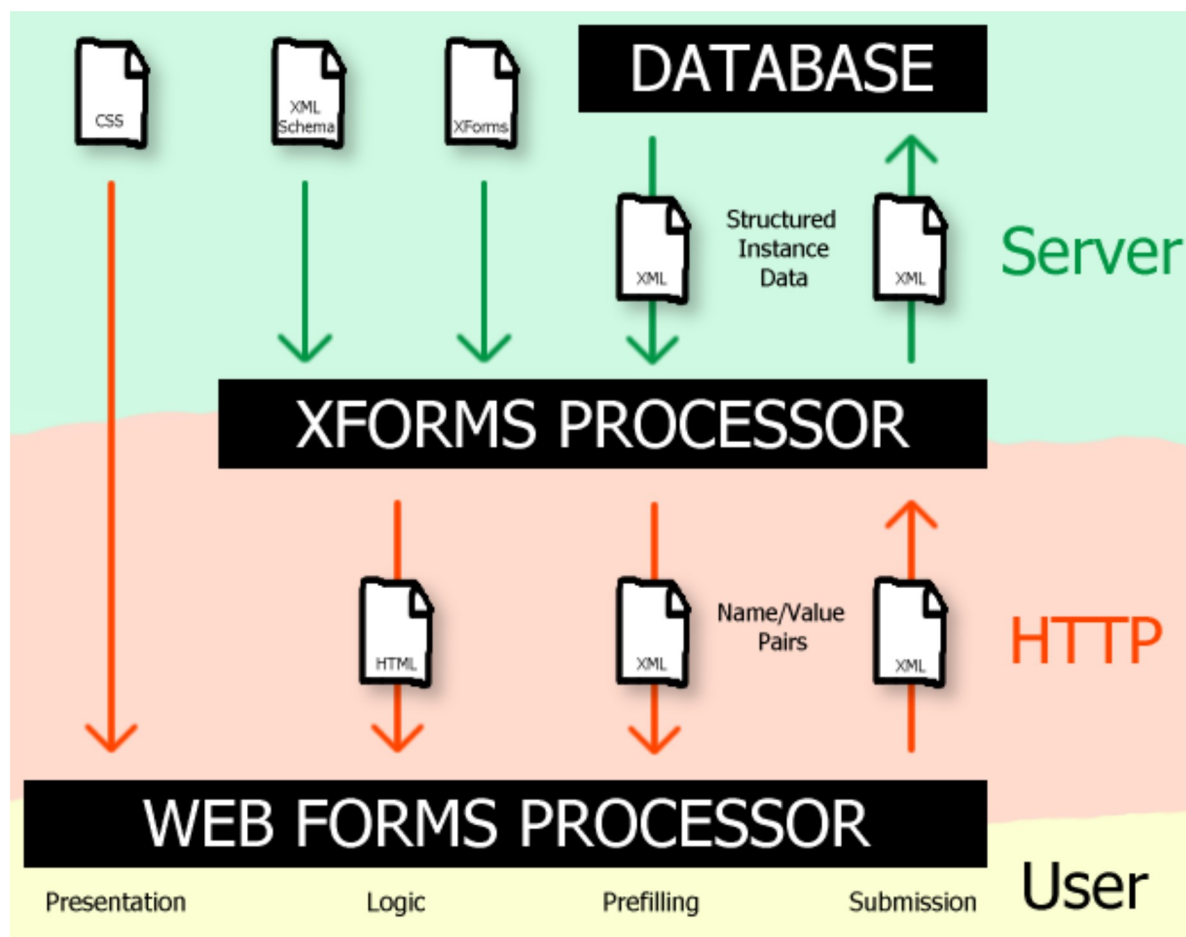 DATABASE
CSS
XML
Schema
XForms
Structured
Instance
Data
XML
XML
Server
XFORMS PROCESSOR
HTML
XML
Name/Value
Pairs
XML
HTTP
WEB FORMS PROCESSOR
Presentation
Logic
Prefilling
Submission
User